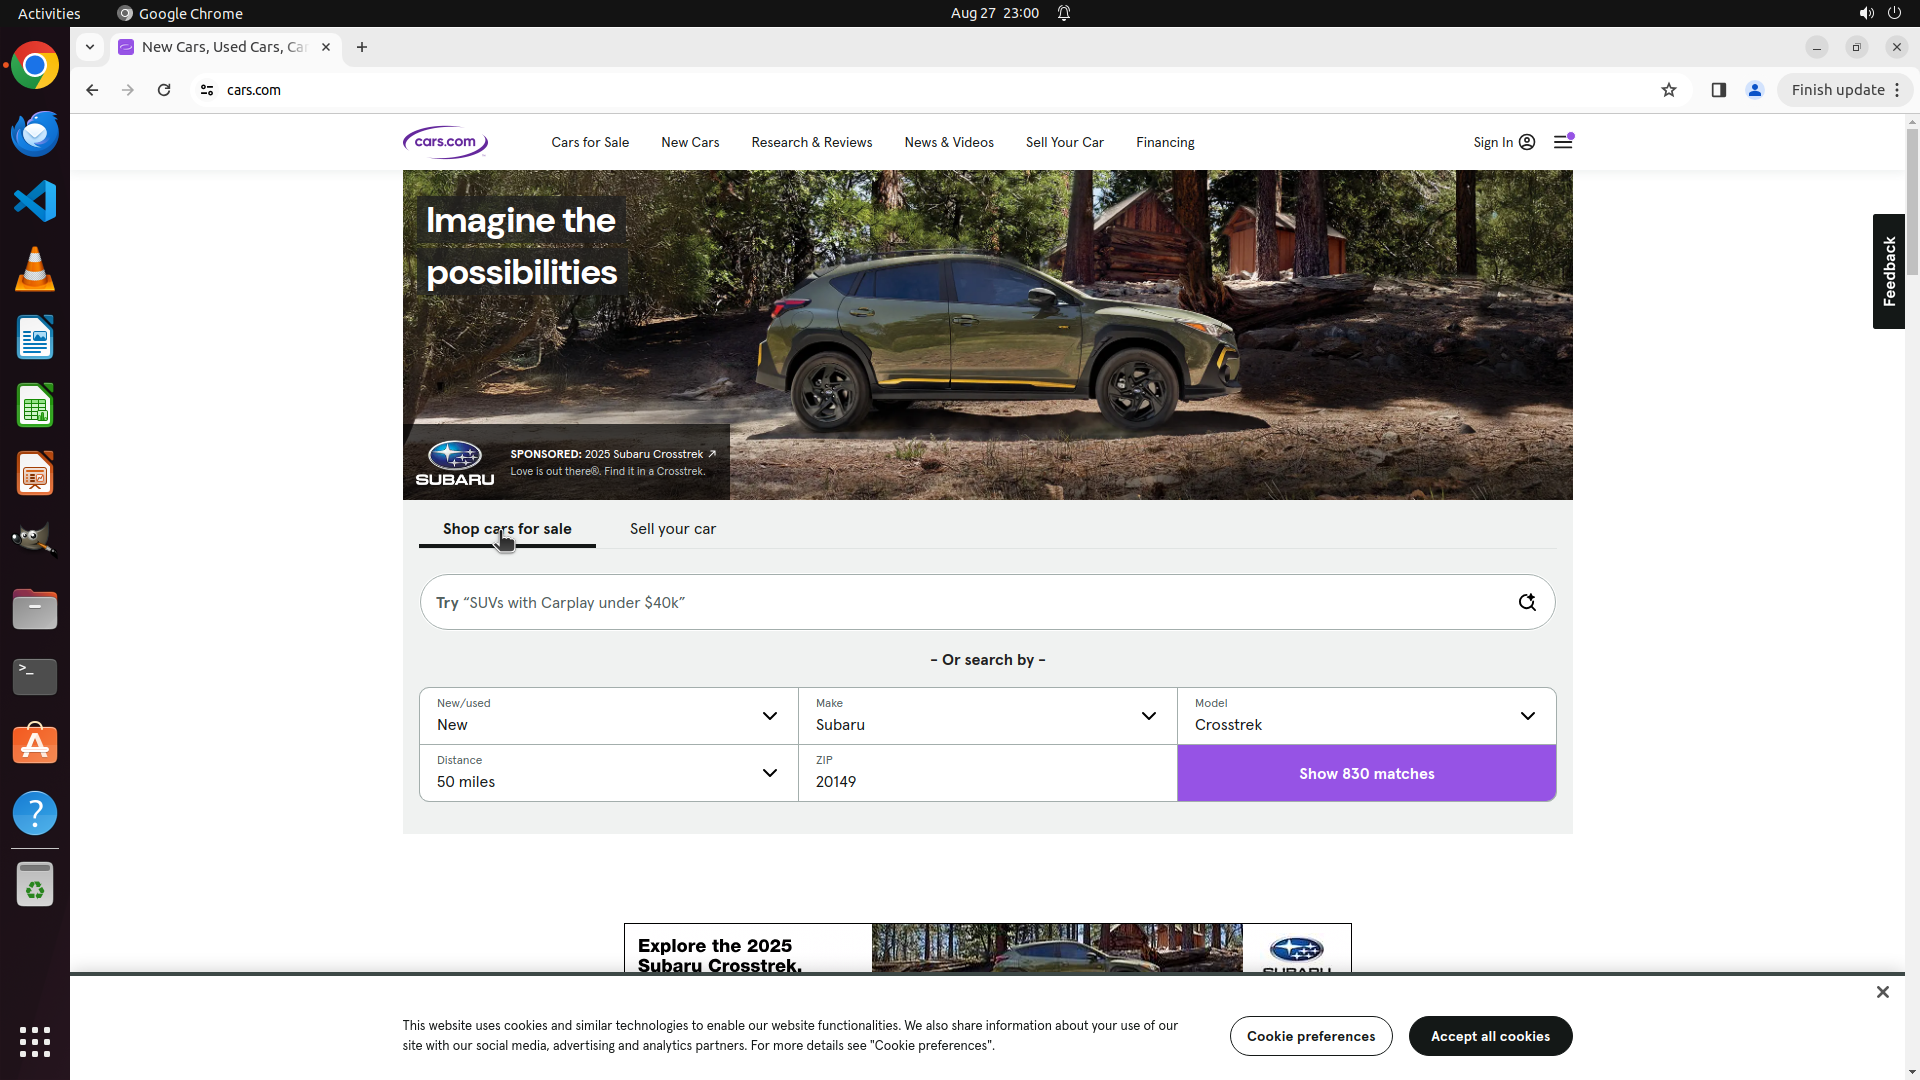 Activities
Google Chrome
Aug 27 23:00
New Cars, Used Cars, Car
cars.com
Finish update
cars.com
Cars for Sale
New Cars
Research & Reviews
News & Videos
Sell Your Car
Financing
Sign In
Imagine the
possibilities
Feedback
SUBARU
SPONSORED: 2025 Subaru Crosstrek
Love is out there®. Find it in a Crosstrek.
Shop cars for sale
Sell your car
Try “SUVs with Carplay under $40k”
- Or search by -
New/used
New
Make
Subaru
Model
Crosstrek
Distance
50 miles
ZIP
20149
Show 830 matches
Explore the 2025
Subaru Crosstrek.
SUBARU
This website uses cookies and similar technologies to enable our website functionalities. We also share information about your use of our
site with our social media, advertising and analytics partners. For more details see "Cookie preferences".
Cookie preferences
Accept all cookies